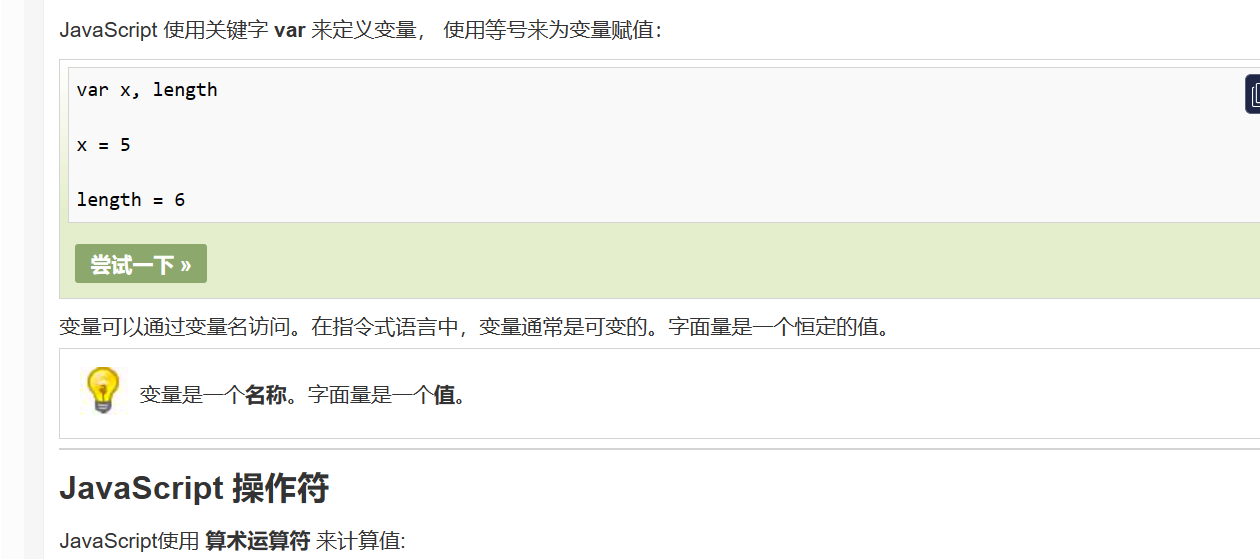 JavaScript 使用关键字 var 来定义变量， 使用等号来为变量赋值：
var x, length
x = 5
length = 6
尝试一下 »
变量可以通过变量名访问。在指令式语言中，变量通常是可变的。字面量是一个恒定的值。
变量是一个名称。字面量是一个值。
JavaScript 操作符
JavaScript使用 算术运算符 来计算值: